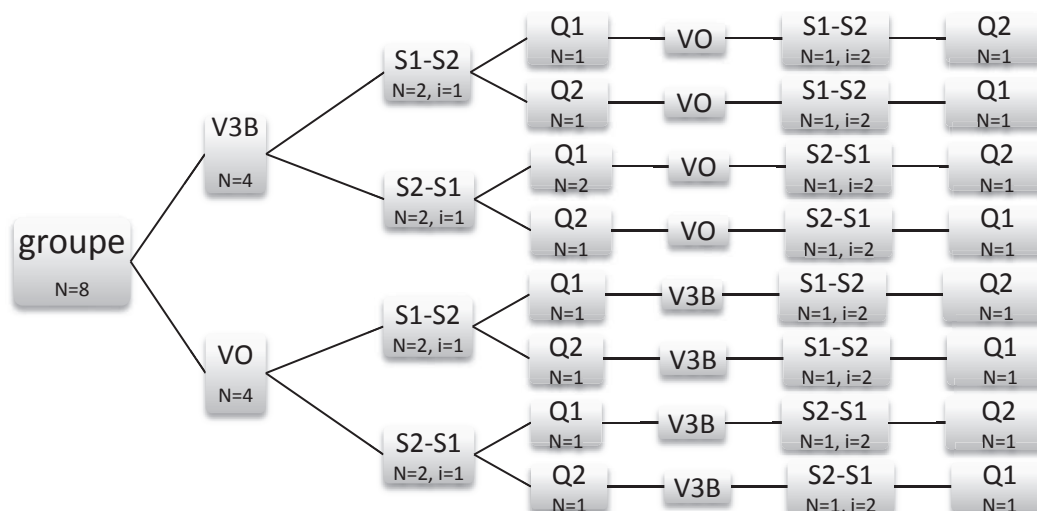 groupe
N=8
V3B
N=4
VO
N=4
S1-S2
N=2, i=1
S2-S1
N=2, i=1
S1-S2
N=2, i=1
S2-S1
N=2, i=1
Q1
N=1
VO
S1-S2
N=1, i=2
Q2
N=1
Q2
N=1
VO
S1-S2
N=1, i=2
Q1
N=1
Q1
N=2
VO
S2-S1
N=1, i=2
Q2
N=1
Q2
N=1
VO
S2-S1
N=1, i=2
Q1
N=1
Q1
N=1
V3B
S1-S2
N=1, i=2
Q2
N=1
Q2
N=1
V3B
S1-S2
N=1, i=2
Q1
N=1
Q1
N=1
V3B
S2-S1
N=1, i=2
Q2
N=1
Q2
N=1
V3B
S2-S1
N=1, i=2
Q1
N=1